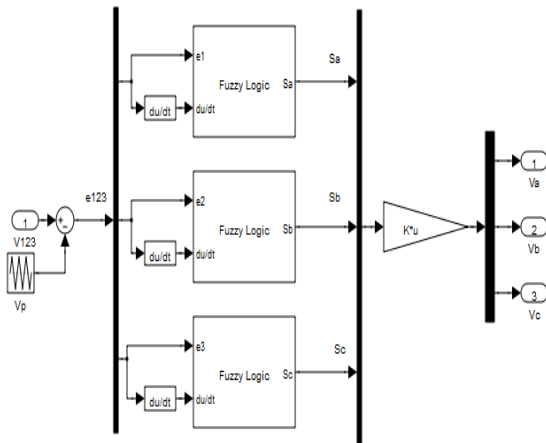 Sa
e1
Fuzzy Logic
Sa
du/dt
du/dt
e123
1
V123
Vp
Sb
e2
Fuzzy Logic
Sb
du/dt
du/dt
K*u
1
Va
2
Vb
3
Vc
Sc
e3
Fuzzy Logic
Sc
du/dt
du/dt